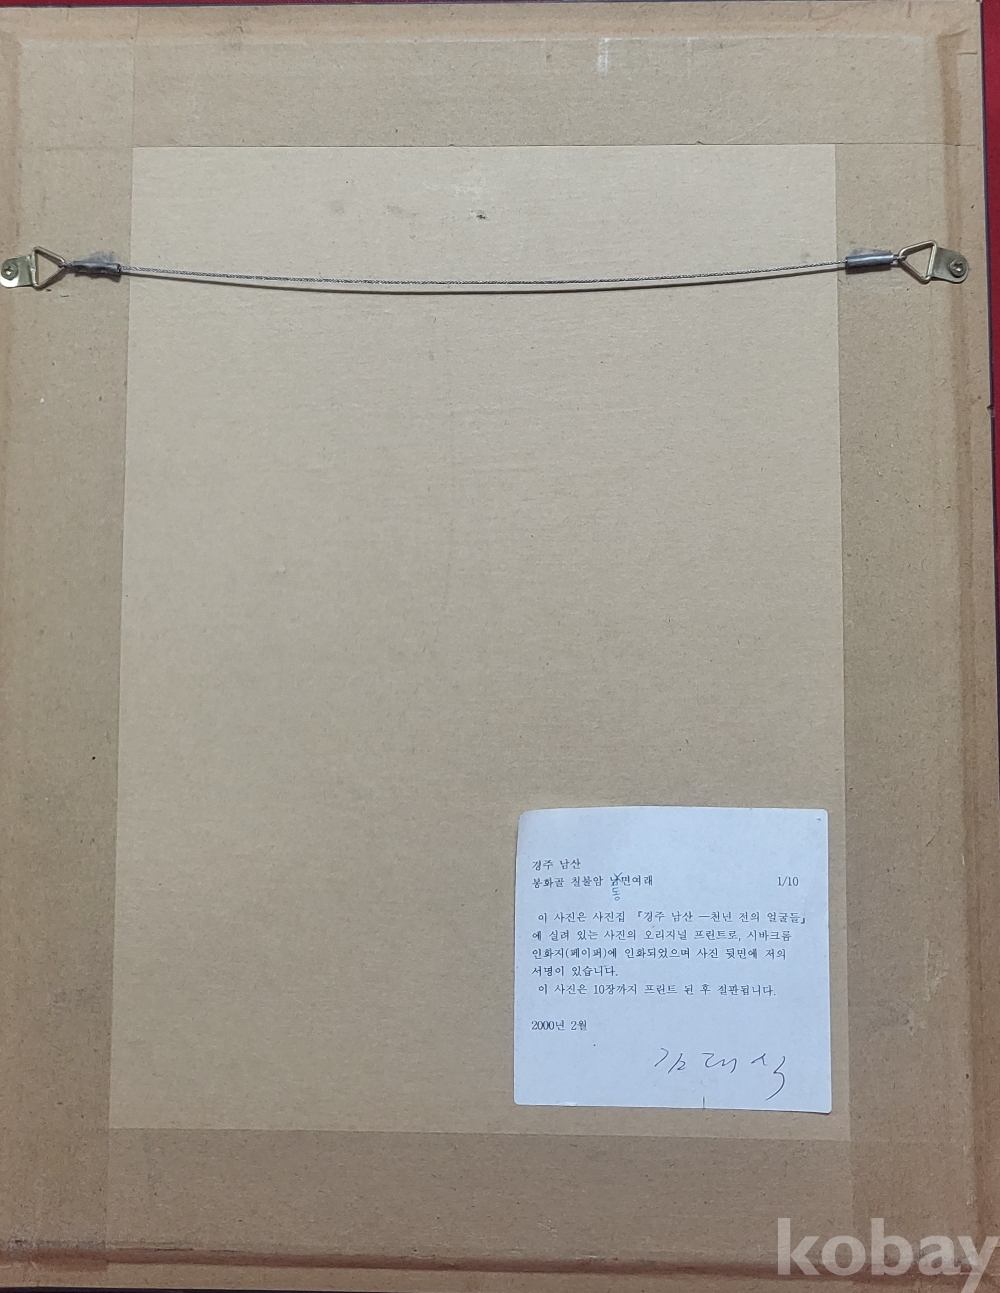 경주 남산
봉화골 칠불암 남면여래 1/10
동
이 사진은 사진집 『경주 남산 —천년 전의 얼굴들』
에 실려 있는 사진의 오리지널 프린트로, 시바크롬
인화지(페이퍼)에 인화되었으며 사진 뒷면에 저의
서명이 있습니다.
이 사진은 10장까지 프린트 된 후 절판됩니다.
2000년 2월
김대식
kobay